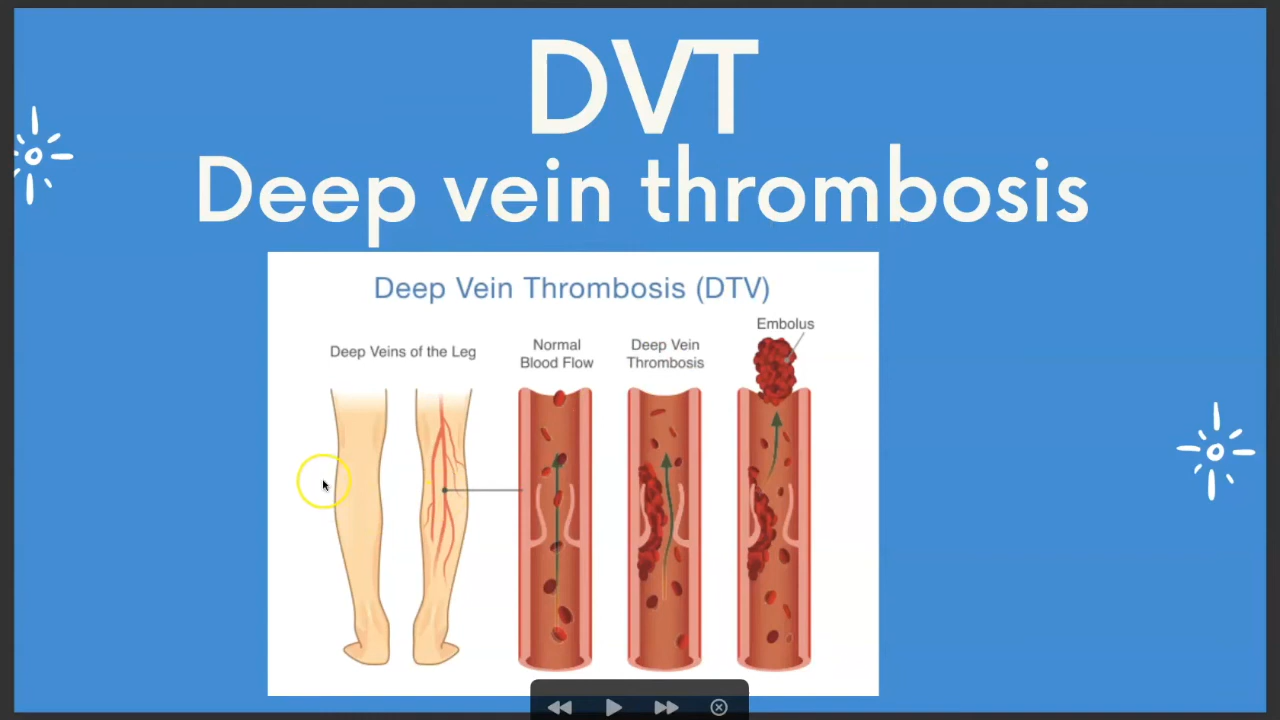 DVT
Deep vein thrombosis
Deep Vein Thrombosis (DTV)
Embolus
Deep Veins of the Leg
Normal
Blood Flow
Deep Vein
Thrombosis